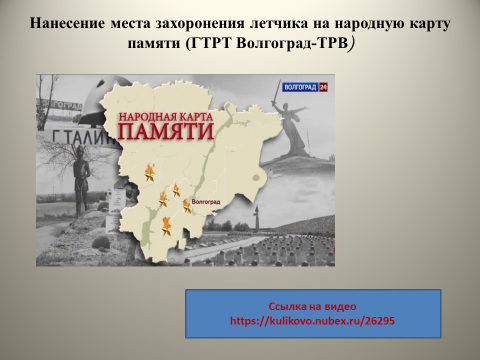 Нанесение места захоронения летчика на народную карту
памяти (ГТРТ Волгоград-ТРВ)
ВОЛГОГРАД 24
НАРОДНАЯ КАРТА
ПАМЯТИ
Волгоград
Ссылка на видео
https://kulikovo.nubex.ru/26295